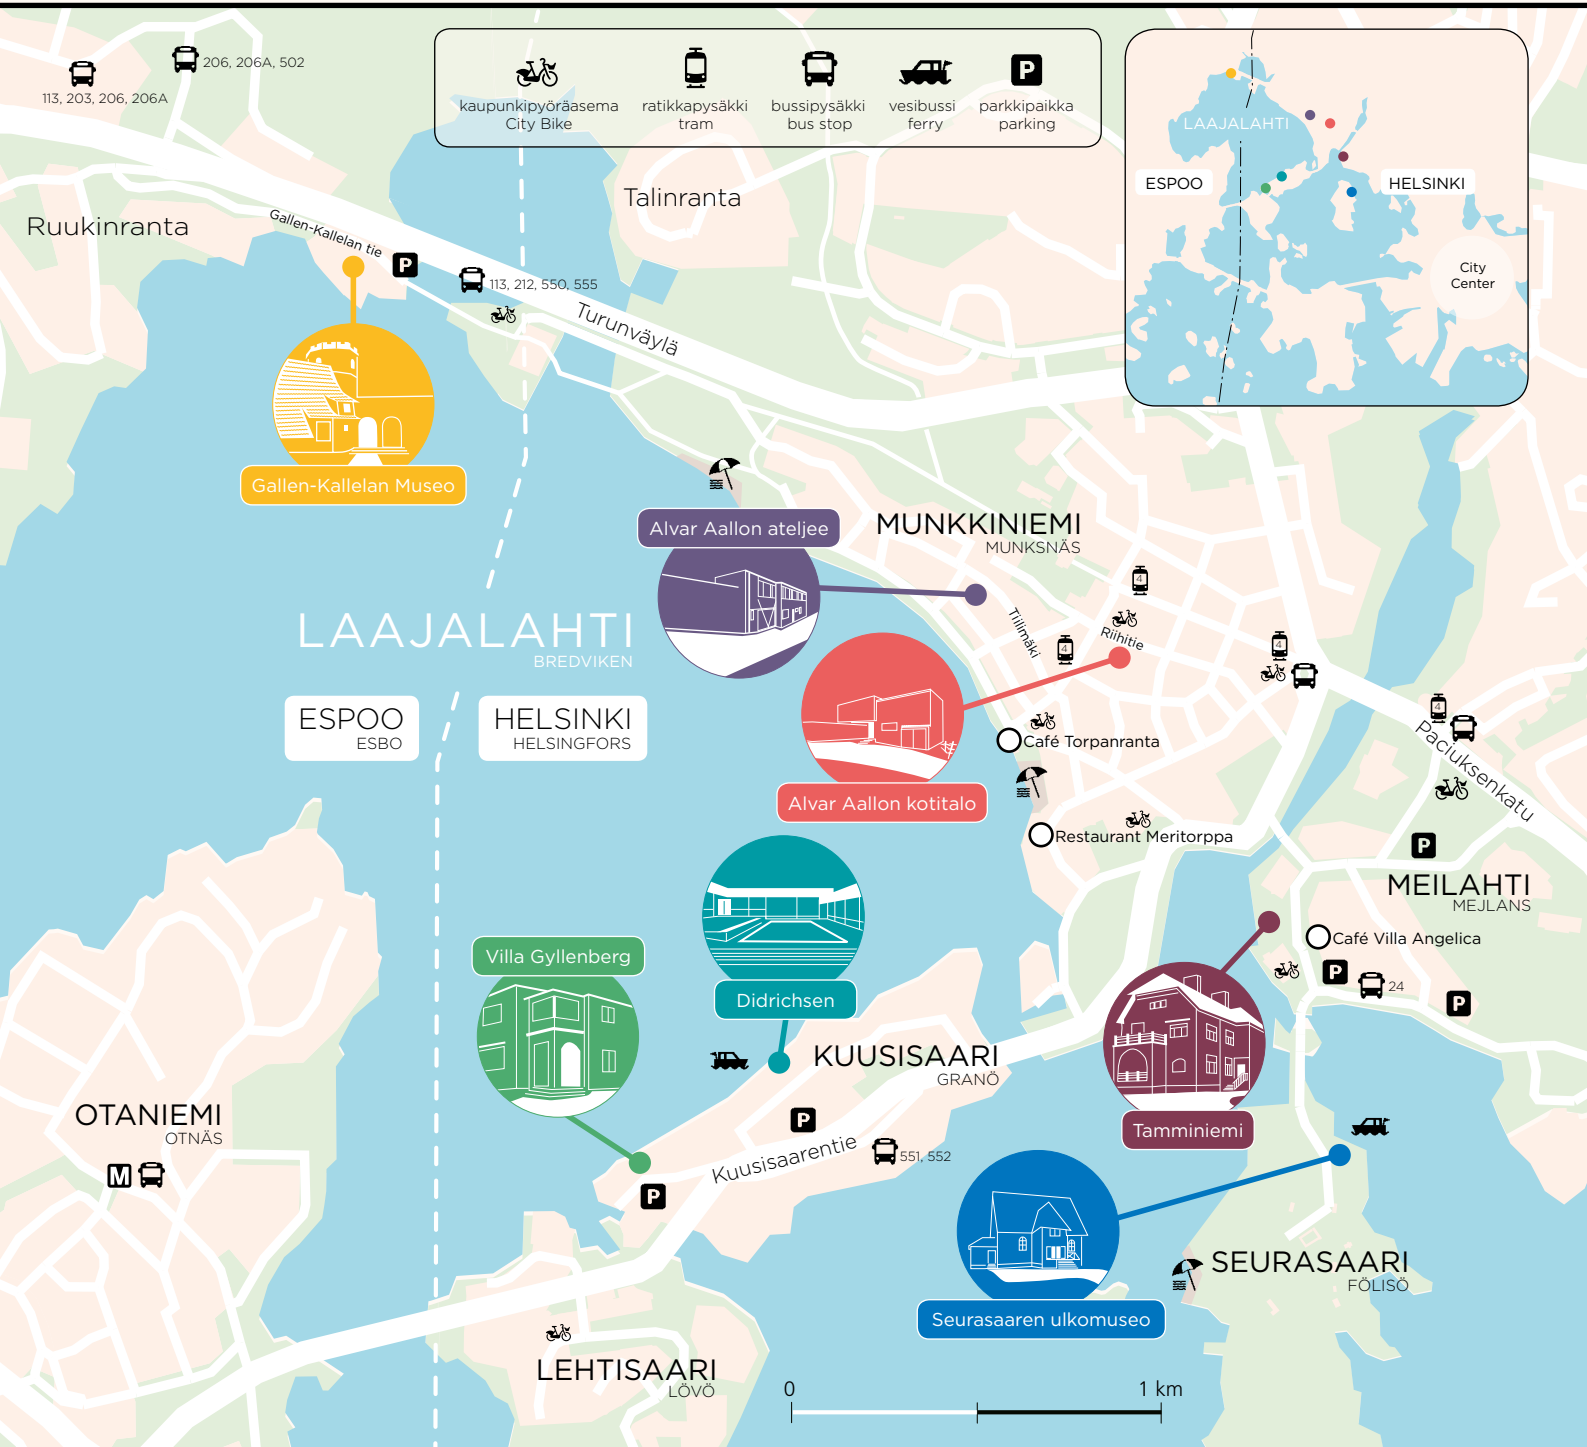 206, 206A, 502
113, 203, 206, 206A
kaupunkipyöräasema
City Bike
ratikkapysäkki
tram
bussipysäkki
bus stop
vesibussi
ferry
P
parkkipaikka
parking
LAAJALAHTI
ESPOO
HELSINKI
City
Center
Ruukinranta
Talinranta
Gallen-Kallelan tie
P
113, 212, 550, 555
Turunväylä
Gallen-Kallelan Museo
Alvar Aallon ateljee
MUNKKINIEMI
MUNKSNÄS
4
Tiilimäki
Riihitie
4
4
LAAJALAHTI
BREDVIKEN
ESPOO
ESBO
HELSINKI
HELSINGFORS
4
Paciuksenkatu
Café Torpanranta
Alvar Aallon kotitalo
Restaurant Meritorppa
P
MEILAHTI
MEJLANS
Café Villa Angelica
Villa Gyllenberg
Didrichsen
P
24
P
KUUSISAARI
GRANÖ
OTANIEMI
OTNÄS
M
P
Kuusisaarentie
551, 552
P
Tamminiemi
SEURASAARI
FÖLISÖ
Seurasaaren ulkomuseo
LEHTISAARI
LÖVÖ
0
1 km